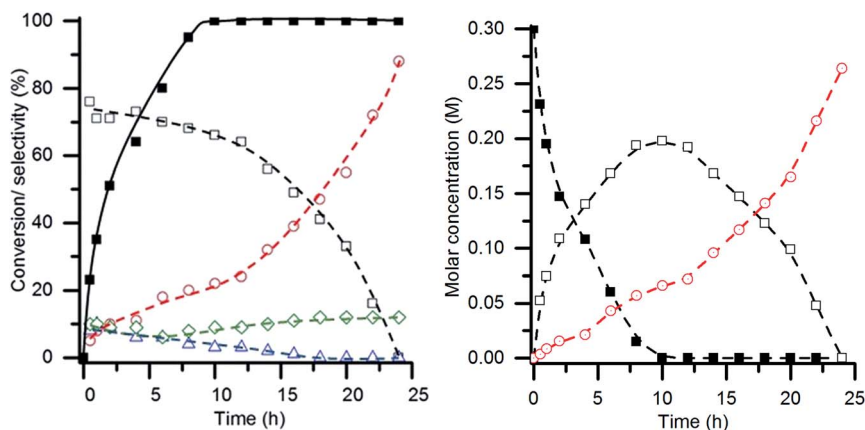 100
80
60
40
20
0
Conversion/ selectivity (%)
0 5 10 15 20 25
Time (h)
0.30
0.25
0.20
0.15
0.10
0.05
0.00
Molar concentration (M)
0 5 10 15 20 25
Time (h)